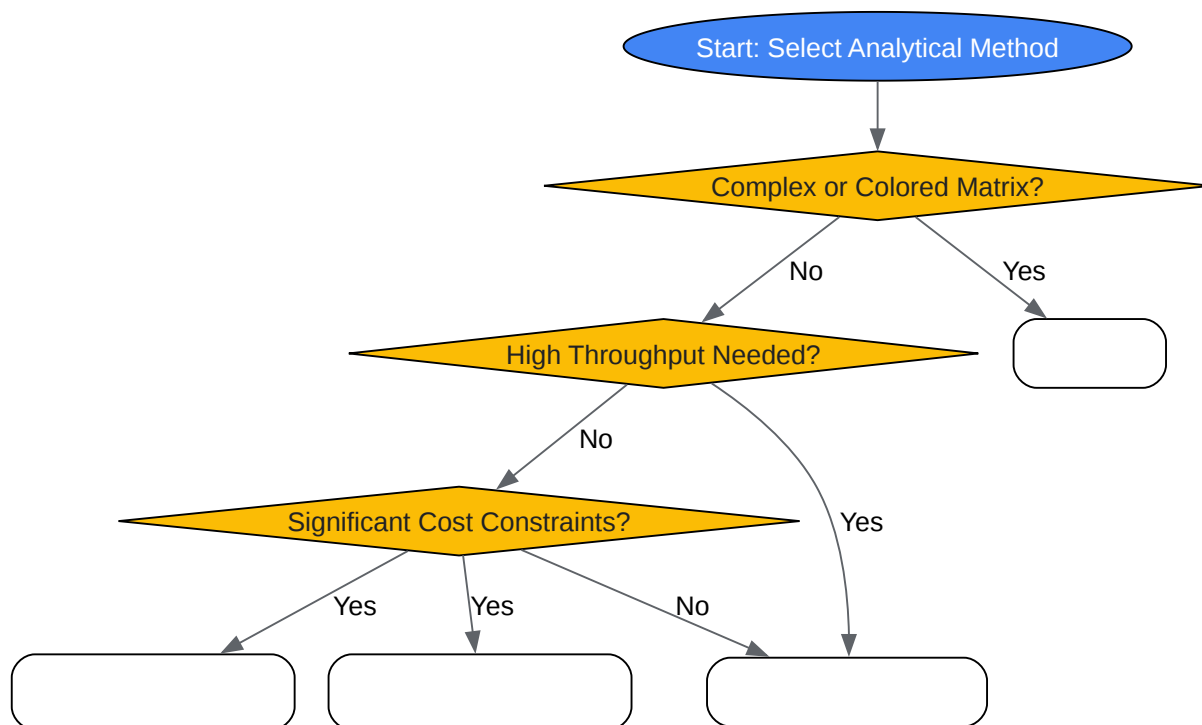 Start: Select Analytical Method
Complex or Colored Matrix?
No
Yes
High Throughput Needed?
No
Significant Cost Constraints?
Yes
Yes
Yes
No